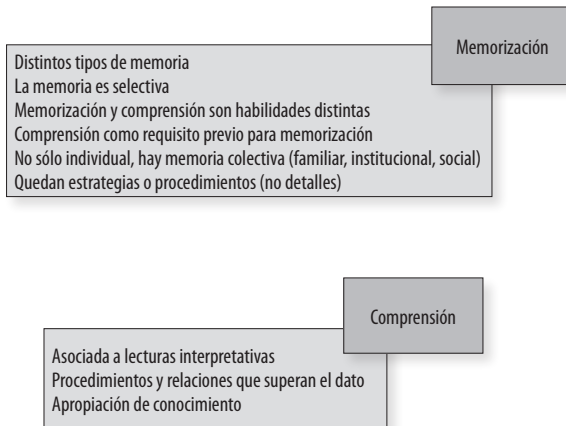 Memorización
Distintos tipos de memoria
La memoria es selectiva
Memorización y comprensión son habilidades distintas
Comprensión como requisito previo para memorización
No sólo individual, hay memoria colectiva (familiar, institucional, social)
Quedan estrategias o procedimientos (no detalles)
Comprensión
Asociada a lecturas interpretativas
Procedimientos y relaciones que superan el dato
Apropiación de conocimiento